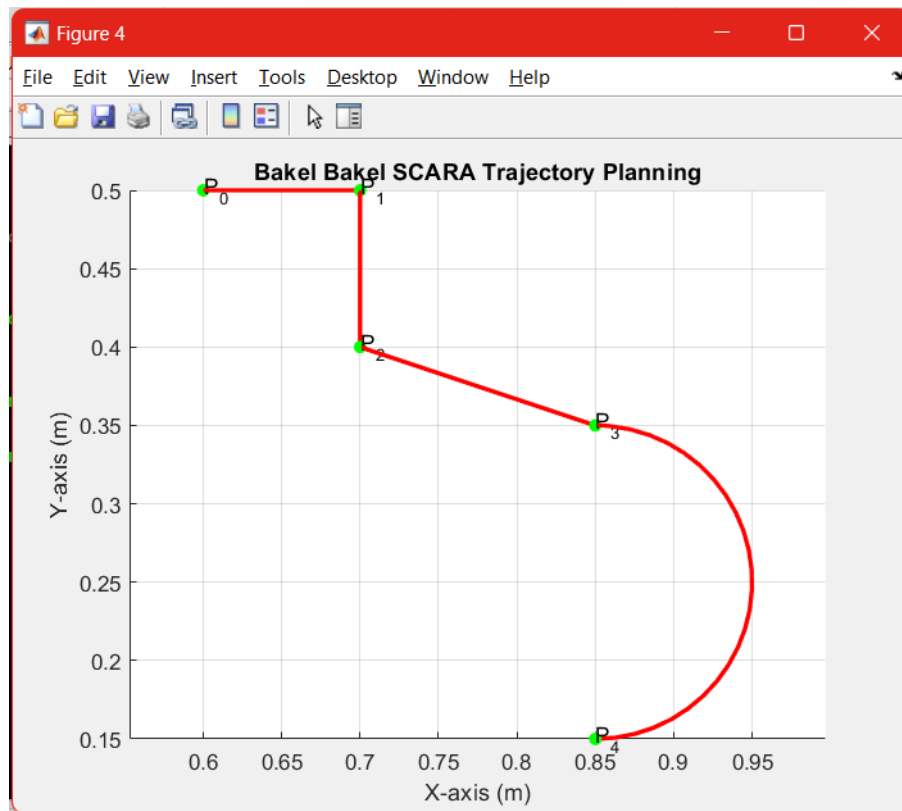 Figure 4
File Edit View Insert Tools Desktop Window Help
Bakel Bakel SCARA Trajectory Planning
P0
P1
P2
P3
P4
0.5
0.45
0.4
0.35
0.3
0.25
0.2
0.15
Y-axis (m)
0.6 0.65 0.7 0.75 0.8 0.85 0.9 0.95
X-axis (m)